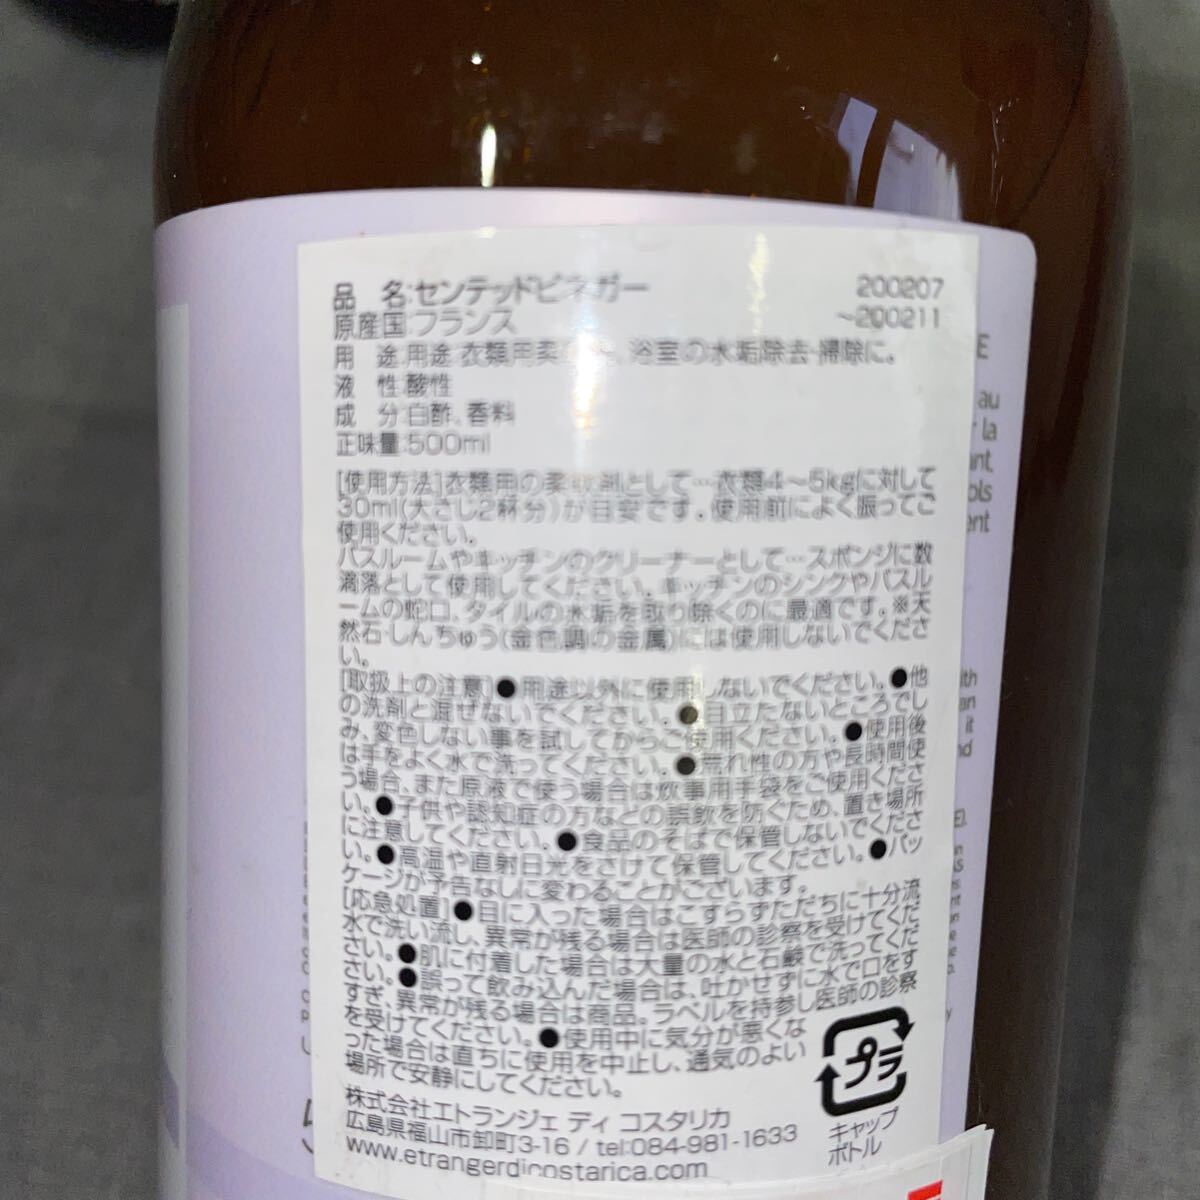 品　名:センテッドビネガー　200207
原産国:フランス　~200211
用　途:用途:衣類用柔軟剤、浴室の水垢除去・掃除に。
液　性:酸性
成　分:白酢、香料
正味量:500ml
[使用方法]衣類用の柔軟剤として…衣類4~5kgに対して
30ml(大さじ2杯分)が目安です。使用前によく振ってご
使用ください。
バスルームやキッチンのクリーナーとして…スポンジに数
滴落として使用してください。キッチンのシンクやバスル
ームの蛇口、タイルの水垢を取り除くのに最適です。※天
然石・しんちゅう(金色調の金属)には使用しないでくださ
い。
[取扱上の注意]●用途以外に使用しないでください。●他
の洗剤と混ぜないでください。●目立たないところでし
み、変色しない事を試してからご使用ください。●使用後
は手をよく水で洗ってください。●荒れ性の方や長時間使
う場合、また原液で使う場合は炊事用手袋をご使用くださ
い。●子供や認知症の方などの誤飲を防ぐため、置き場所
に注意してください。●食品のそばで保管しないでくださ
い。●高温や直射日光をさけて保管してください。●パッ
ケージが予告なしに変わることがございます。
[応急処置]●目に入った場合はこすらずただちに十分流
水で洗い流し、異常が残る場合は医師の診察を受けてくだ
さい。●肌に付着した場合は大量の水と石鹸で洗ってくだ
さい。●誤って飲み込んだ場合は、吐かせずに水で口をす
すぎ、異常が残る場合は商品。ラベルを持参し医師の診察
を受けてください。●使用中に気分が悪くな
った場合は直ちに使用を中止し、通気のよい
場所で安静にしてください。
株式会社エトランジェ ディ コスタリカ
広島県福山市卸町3-16 / tel:084-981-1633
www.etrangerdicostarica.com
プラ
キャップ
ボトル
E
au
la
ant,
ols
ent
ith
an
it
nd